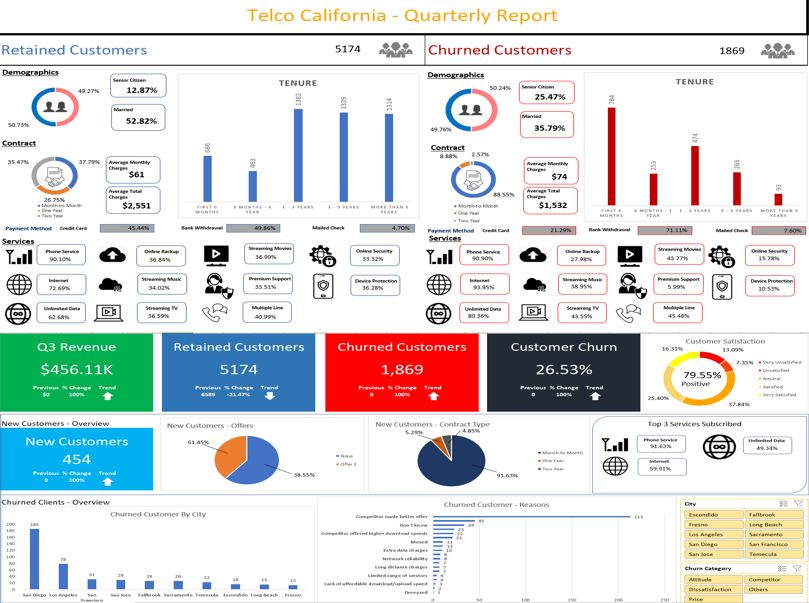 Telco California - Quarterly Report
Retained Customers
5174
Churned Customers
1869
Demographics
49.27%
50.73%
Senior Citizen
12.87%
Married
52.82%
Contract
35.47%
37.79%
26.75%
Month-to-Month
One Year
Two Year
Average Monthly Charges
$61
Average Total Charges
$2,551
TENURE
686
463
1382
1329
1314
FIRST 6 MONTHS
6 MONTHS - 1 YEAR
1 - 3 YEARS
3 - 5 YEARS
MORE THAN 5 YEARS
Payment Method
Credit Card
45.44%
Bank Withdrawal
49.86%
Mailed Check
4.70%
Services
Phone Service
90.10%
Online Backup
36.84%
Streaming Movies
36.99%
Online Security
33.32%
Internet
72.69%
Streaming Music
34.02%
Premium Support
33.51%
Device Protection
36.28%
Unlimited Data
62.68%
Streaming TV
36.59%
Multiple Line
40.99%
Demographics
50.24%
49.76%
Senior Citizen
25.47%
Married
35.79%
Contract
8.88%
2.57%
88.55%
Month-to-Month
One Year
Two Year
Average Monthly Charges
$74
Average Total Charges
$1,532
TENURE
784
253
474
265
93
FIRST 6 MONTHS
6 MONTHS - 1 YEAR
1 - 3 YEARS
3 - 5 YEARS
MORE THAN 5 YEARS
Payment Method
Credit Card
21.29%
Bank Withdrawal
71.11%
Mailed Check
7.60%
Services
Phone Service
90.90%
Online Backup
27.98%
Streaming Movies
43.77%
Online Security
15.78%
Internet
93.95%
Streaming Music
38.95%
Premium Support
5.99%
Device Protection
10.53%
Unlimited Data
80.36%
Streaming TV
43.55%
Multiple Line
45.48%
Q3 Revenue
$456.11K
Previous % Change Trend
$0 100%
Retained Customers
5174
Previous % Change Trend
6589 -21.47%
Churned Customers
1,869
Previous % Change Trend
0 100%
Customer Churn
26.53%
Previous % Change Trend
0 100%
Customer Satisfaction
16.31%
13.09%
7.35%
37.84%
25.40%
79.55%
Positive
Very Unsatisfied
Unsatisfied
Neutral
Satisfied
Very Satisfied
New Customers - Overview
New Customers
454
Previous % Change Trend
0 100%
New Customers - Offers
61.45%
38.55%
None
Offer E
New Customers - Contract Type
5.29%
4.85%
91.63%
Month-to-Month
One Year
Two Year
Top 3 Services Subscribed
Phone Service
91.63%
Unlimited Data
49.34%
Internet
59.91%
Churned Clients - Overview
Churned Customer By City
200
180
160
140
120
100
80
60
40
20
0
185
78
31
29
26
26
22
16
15
13
San Diego
Los Angeles
San Francisco
San Jose
Fallbrook
Sacramento
Temecula
Escondido
Long Beach
Fresno
Churned Customer - Reasons
Competitor made better offer
213
45
Don't know
34
Competitor offered higher download speeds
Moved
Extra data charges
Network reliability
Long distance charges
Limited range of services
Lack of affordable download/upload speed
Deceased
0
50
100
150
200
250
City
Escondido
Fallbrook
Fresno
Long Beach
Los Angeles
Sacramento
San Diego
San Francisco
San Jose
Temecula
Churn Category
Attitude
Competitor
Dissatisfaction
Others
Price